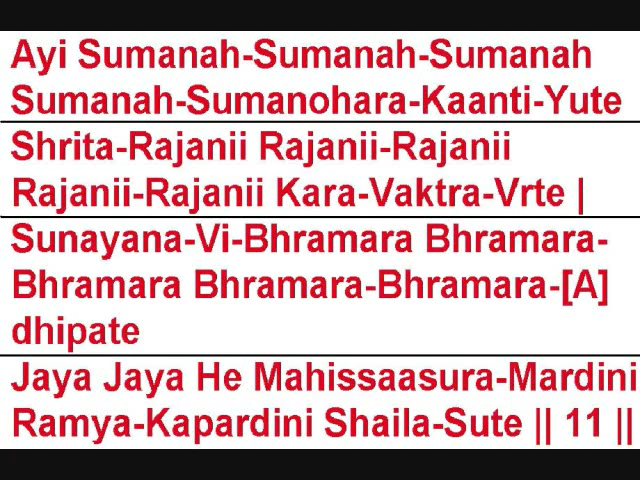 Ayi Sumanah-Sumanah-Sumanah
Sumanah-Sumanohara-Kaanti-Yute
Shrita-Rajanii Rajanii-Rajanii
Rajanii-Rajanii Kara-Vaktra-Vrte |
Sunayana-Vi-Bhramara Bhramara-
Bhramara Bhramara-Bhramara-[A]
dhipate
Jaya Jaya He Mahissaasura-Mardini
Ramya-Kapardini Shaila-Sute || 11 ||